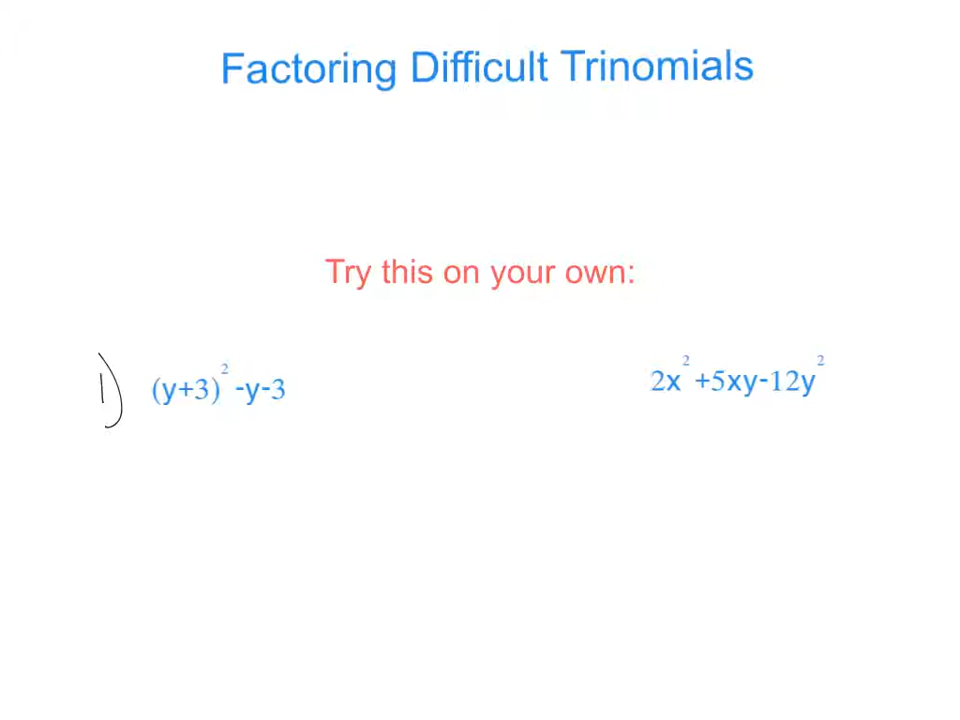 Factoring Difficult Trinomials
Try this on your own:
1) (y+3)² -y-3
2x²+5xy-12y²